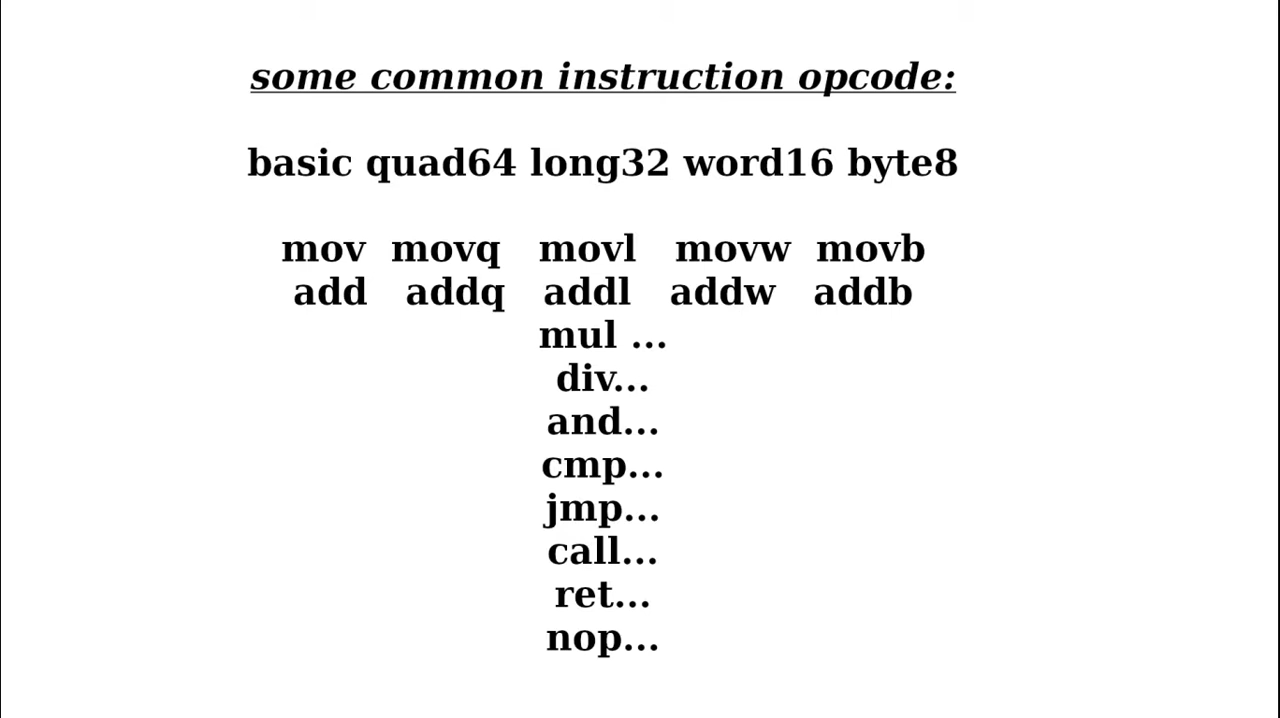 some common instruction opcode:
basic quad64 long32 word16 byte8
mov movq movl movw movb
add addq addl addw addb
mul ...
div...
and...
cmp...
jmp...
call...
ret...
nop...